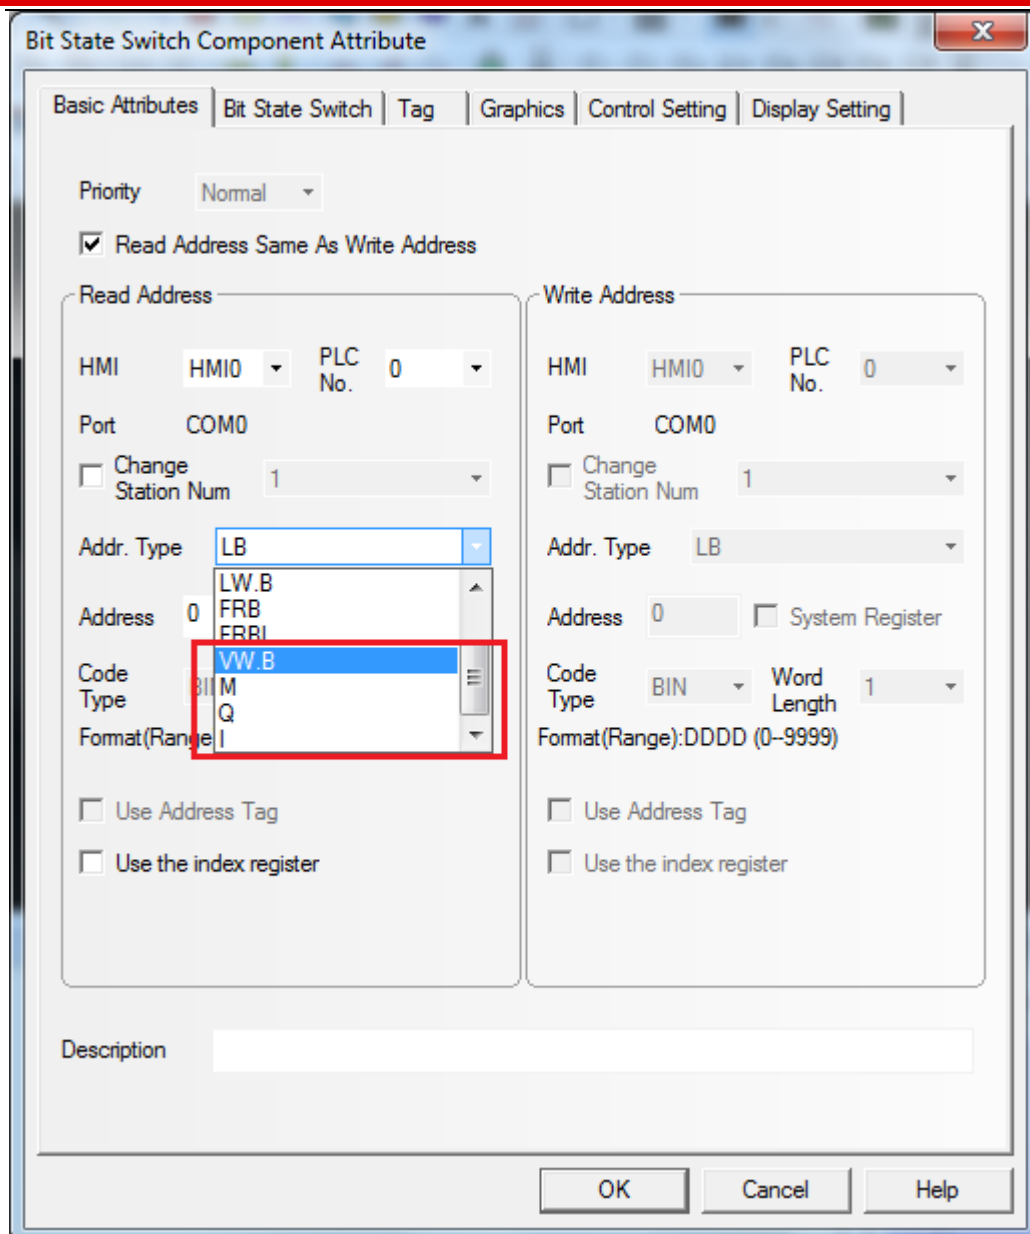 Bit State Switch Component Attribute
Basic Attributes Bit State Switch Tag Graphics Control Setting Display Setting
Priority Normal
Read Address Same As Write Address
Read Address
HMI HMI0 PLC No. 0
Port COM0
Change Station Num 1
Addr. Type LB
LW.B
Address 0 FRB
FRBI
VW.B
Code Type BI M
Q
Format(Range I
Use Address Tag
Use the index register
Write Address
HMI HMI0 PLC No. 0
Port COM0
Change Station Num 1
Addr. Type LB
Address 0 System Register
Code Type BIN Word Length 1
Format(Range):DDDD (0--9999)
Use Address Tag
Use the index register
Description
OK Cancel Help